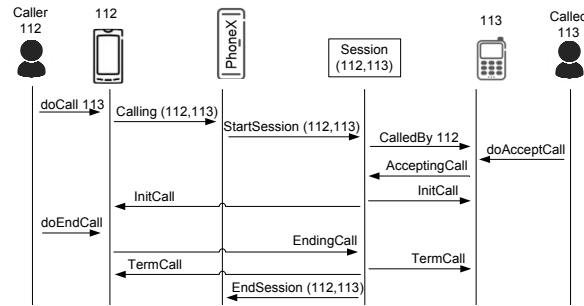 Caller
112
112
PhoneX
Session
(112,113)
113
Called
113
doCall 113
Calling (112,113)
StartSession (112,113)
CalledBy 112
doAcceptCall
AcceptingCall
InitCall
InitCall
doEndCall
EndingCall
TermCall
TermCall
EndSession (112,113)